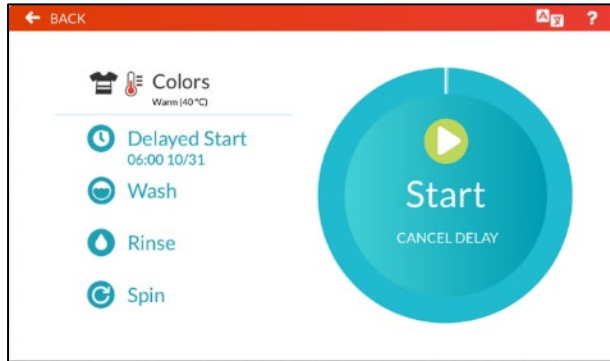 BACK
?
Colors
Warm (40 °C)
Delayed Start
06:00 10/31
Wash
Rinse
Spin
Start
CANCEL DELAY